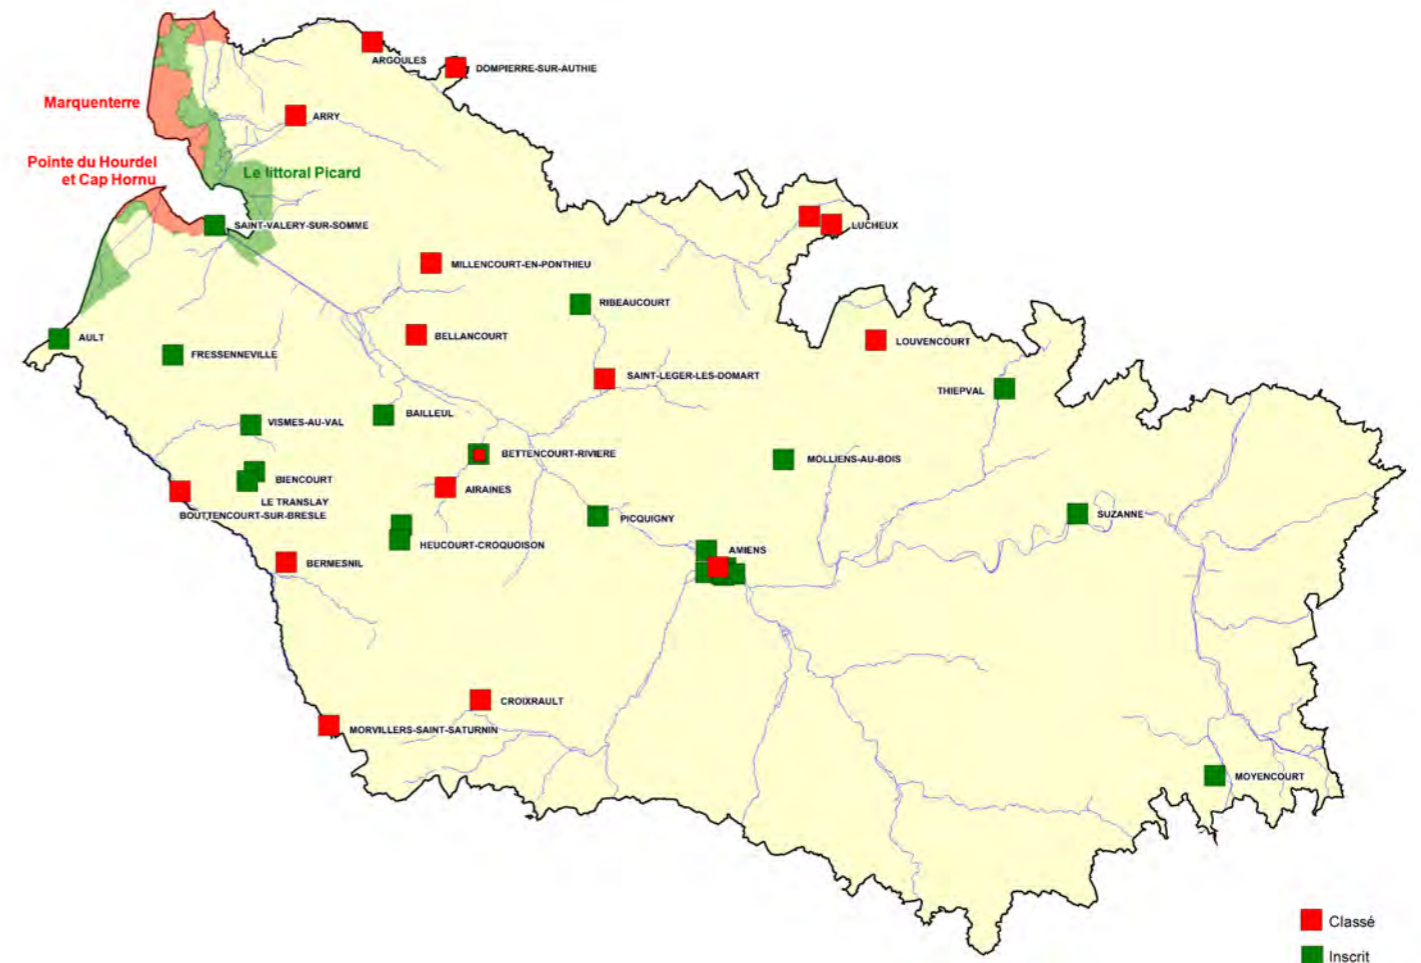 ARGOULES
DOMPIERRE-SUR-AUTHIE
Marquenterre
ARRY
Pointe du Hourdel
et Cap Hornu
Le littoral Picard
SAINT-VALERY-SUR-SOMME
LUCHEUX
MILLENCOURT-EN-PONTHIEU
RIBEAUCOURT
AULT
BELLANCOURT
LOUVENCOURT
FRESSENNEVILLE
SAINT-LEGER-LES-DOMART
THIEPVAL
BAILLEUL
VISMES-AU-VAL
BETTENCOURT-RIVIERE
MOLLIENS-AU-BOIS
BIENCOURT
AIRAINES
LE TRANSLAY
BOUTTENCOURT-SUR-BRESLE
PICQUIGNY
SUZANNE
HEUCOURT-CROQUOISON
AMIENS
BERMESNIL
CROIXRAULT
MORVILLERS-SAINT-SATURNIN
MOYENCOURT
Classé
Inscrit